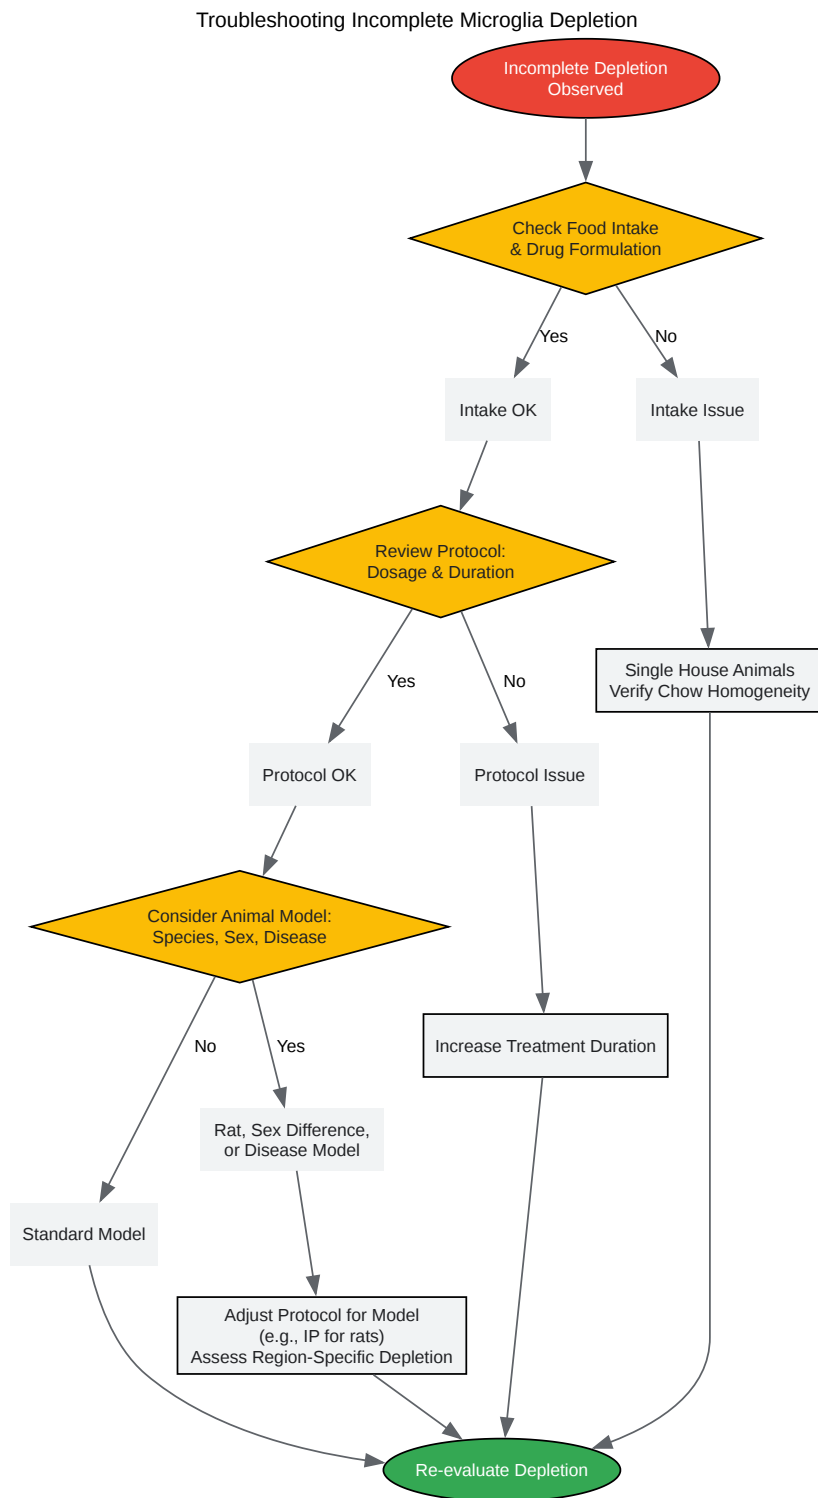 Troubleshooting Incomplete Microglia Depletion
Incomplete Depletion
Observed
Check Food Intake
& Drug Formulation
Yes
No
Intake OK
Intake Issue
Review Protocol:
Dosage & Duration
Single House Animals
Verify Chow Homogeneity
Yes
No
Protocol OK
Protocol Issue
Consider Animal Model:
Species, Sex, Disease
No
Yes
Increase Treatment Duration
Rat, Sex Difference,
or Disease Model
Standard Model
Adjust Protocol for Model
(e.g., IP for rats)
Assess Region-Specific Depletion
Re-evaluate Depletion